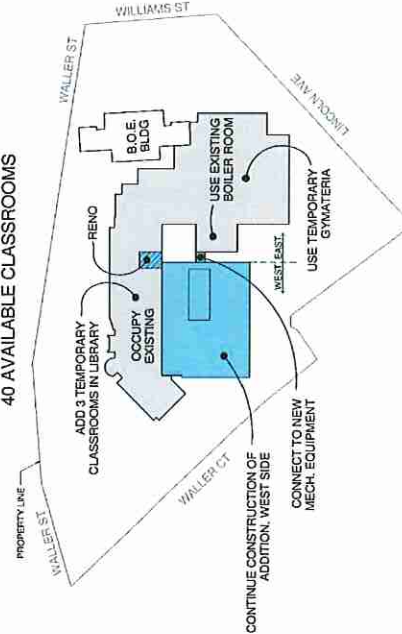 40 AVAILABLE CLASSROOMS
PROPERTY LINE
WALLER ST
WALLER ST
WILLIAMS ST
LINCOLN AVE
WALLER CT
ADD 3 TEMPORARY
CLASSROOMS IN LIBRARY
RENO
B.O.E.
BLDG
OCCUPY
EXISTING
USE EXISTING
BOILER ROOM
USE TEMPORARY
GYMATERIA
WEST
EAST
CONTINUE CONSTRUCTION OF
ADDITION, WEST SIDE
CONNECT TO NEW
MECH. EQUIPMENT